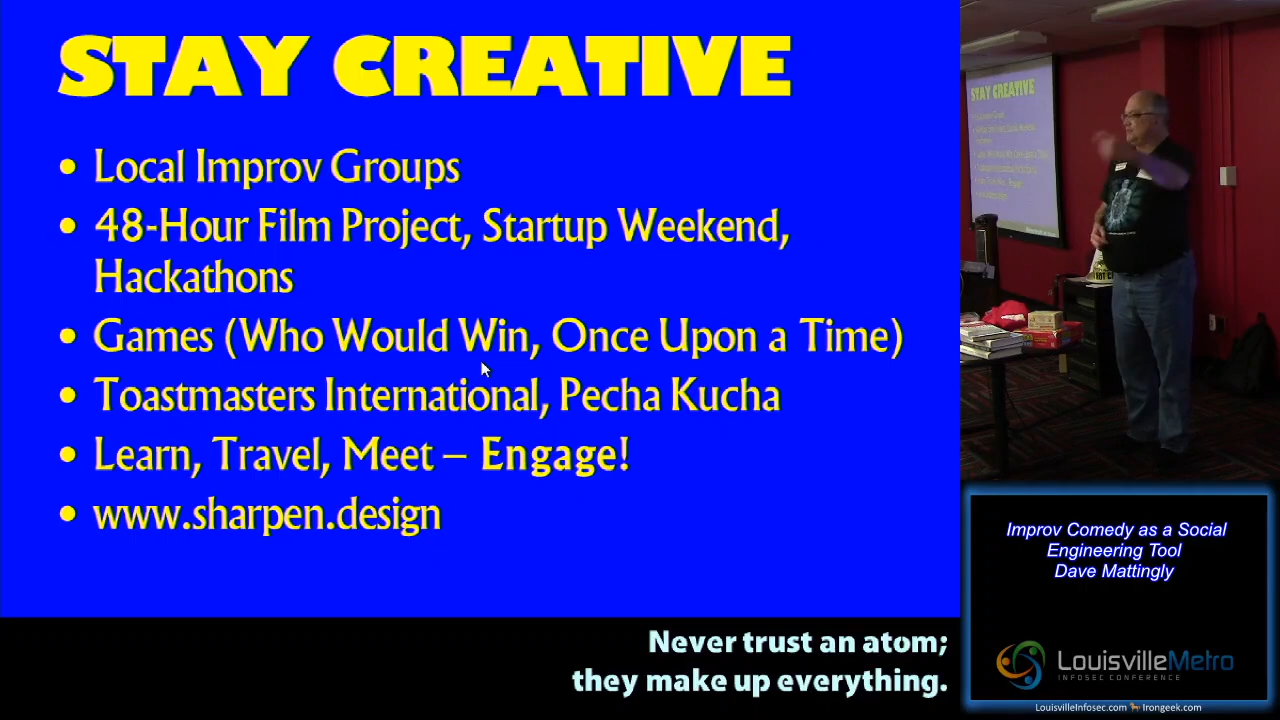 STAY CREATIVE
• Local Improv Groups
• 48-Hour Film Project, Startup Weekend,
Hackathons
• Games (Who Would Win, Once Upon a Time)
• Toastmasters International, Pecha Kucha
• Learn, Travel, Meet – Engage!
• www.sharpen.design
Never trust an atom;
they make up everything.
STAY CREATIVE
Improv Comedy as a Social
Engineering Tool
Dave Mattingly
LouisvilleMetro
INFOSEC CONFERENCE
LouisvilleInfosec.com Irongeek.com